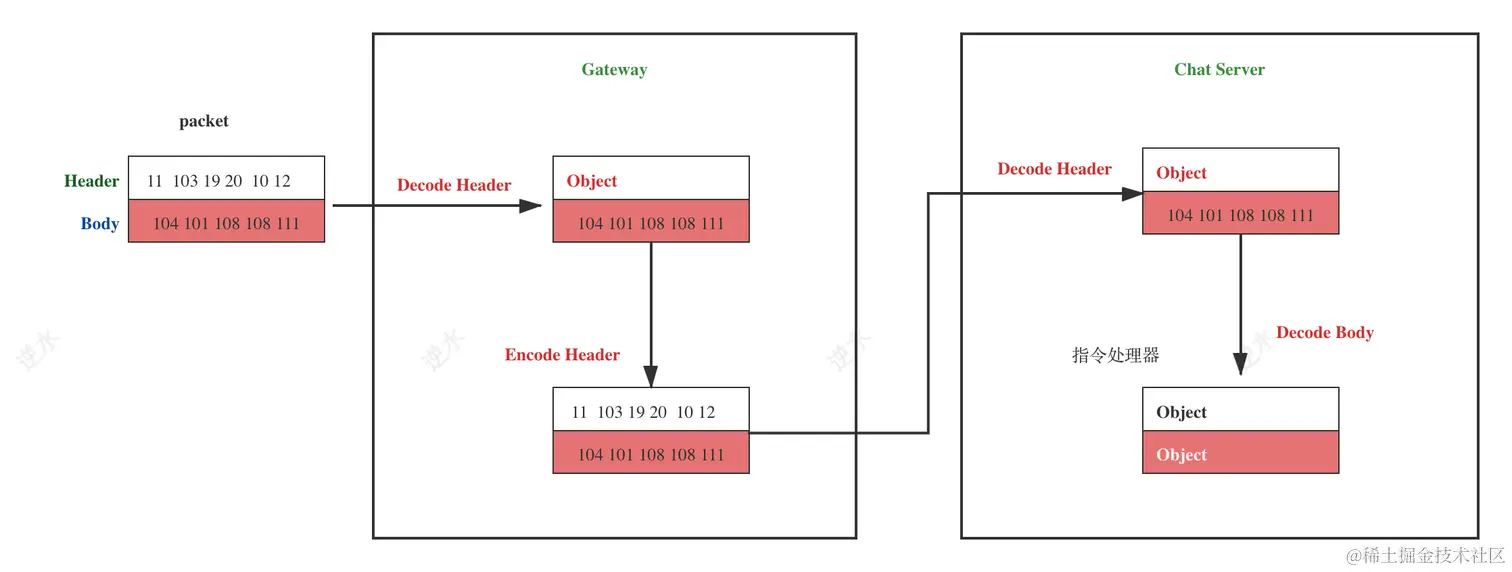 Gateway
Chat Server
packet
Header
11 103 19 20 10 12
Body
104 101 108 108 111
Decode Header
Object
104 101 108 108 111
Encode Header
11 103 19 20 10 12
104 101 108 108 111
Decode Header
Object
104 101 108 108 111
Decode Body
指令处理器
Object
Object
逆水
逆水
逆水
逆水
@稀土掘金技术社区